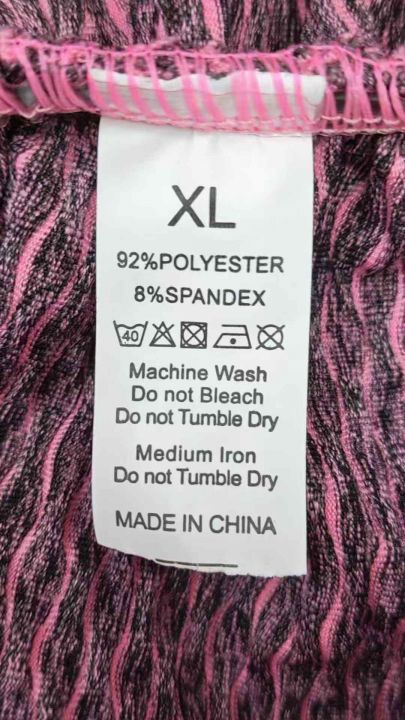 XL
92%POLYESTER
8%SPANDEX
40
Machine Wash
Do not Bleach
Do not Tumble Dry
Medium Iron
Do not Tumble Dry
MADE IN CHINA